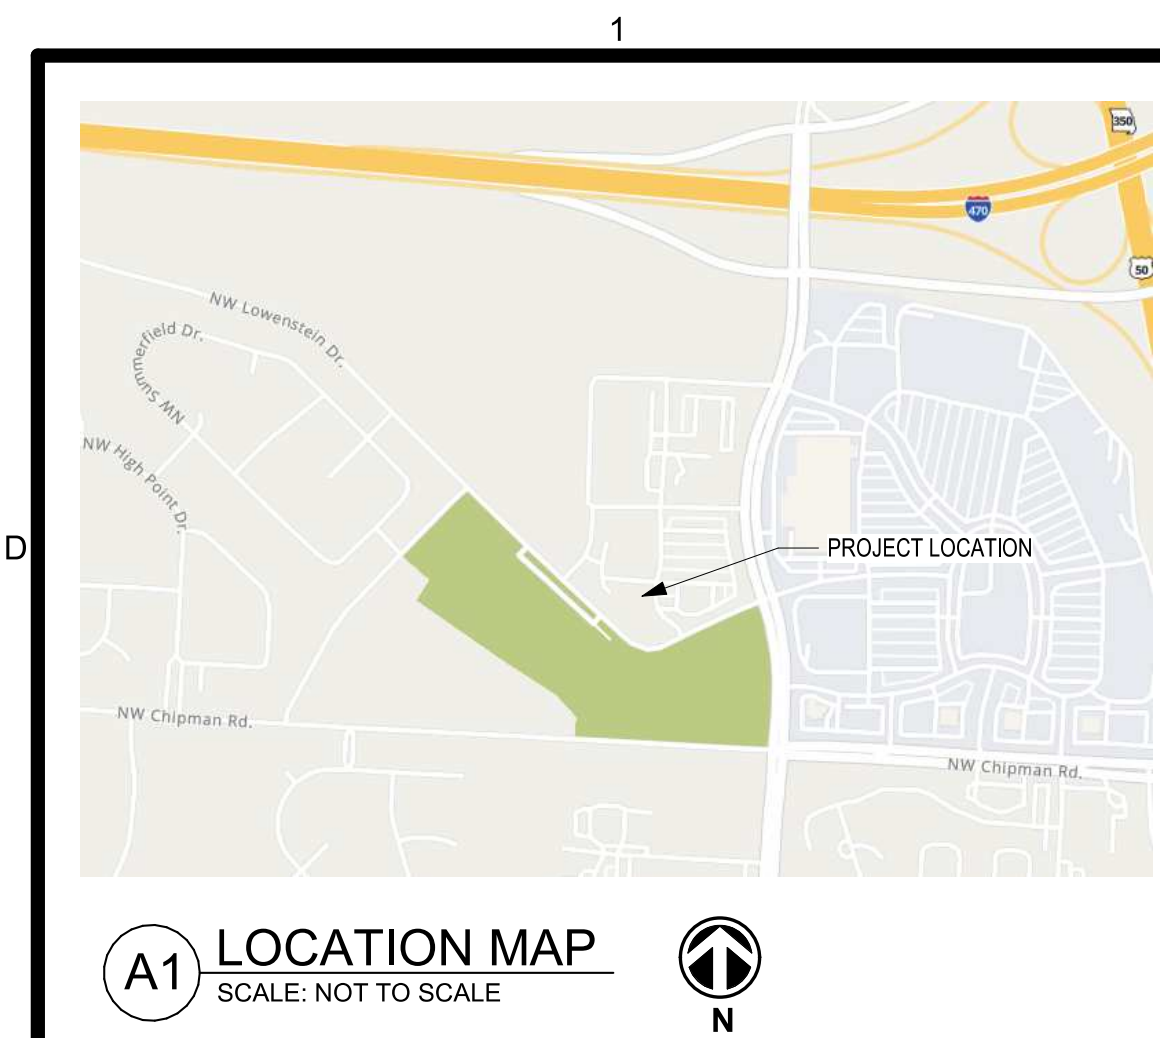 1
350
470
50
NW Lowenstein Dr.
NW Summerfield Dr.
NW High Point Dr.
D
PROJECT LOCATION
NW Chipman Rd.
NW Chipman Rd.
A1
LOCATION MAP
SCALE: NOT TO SCALE
N